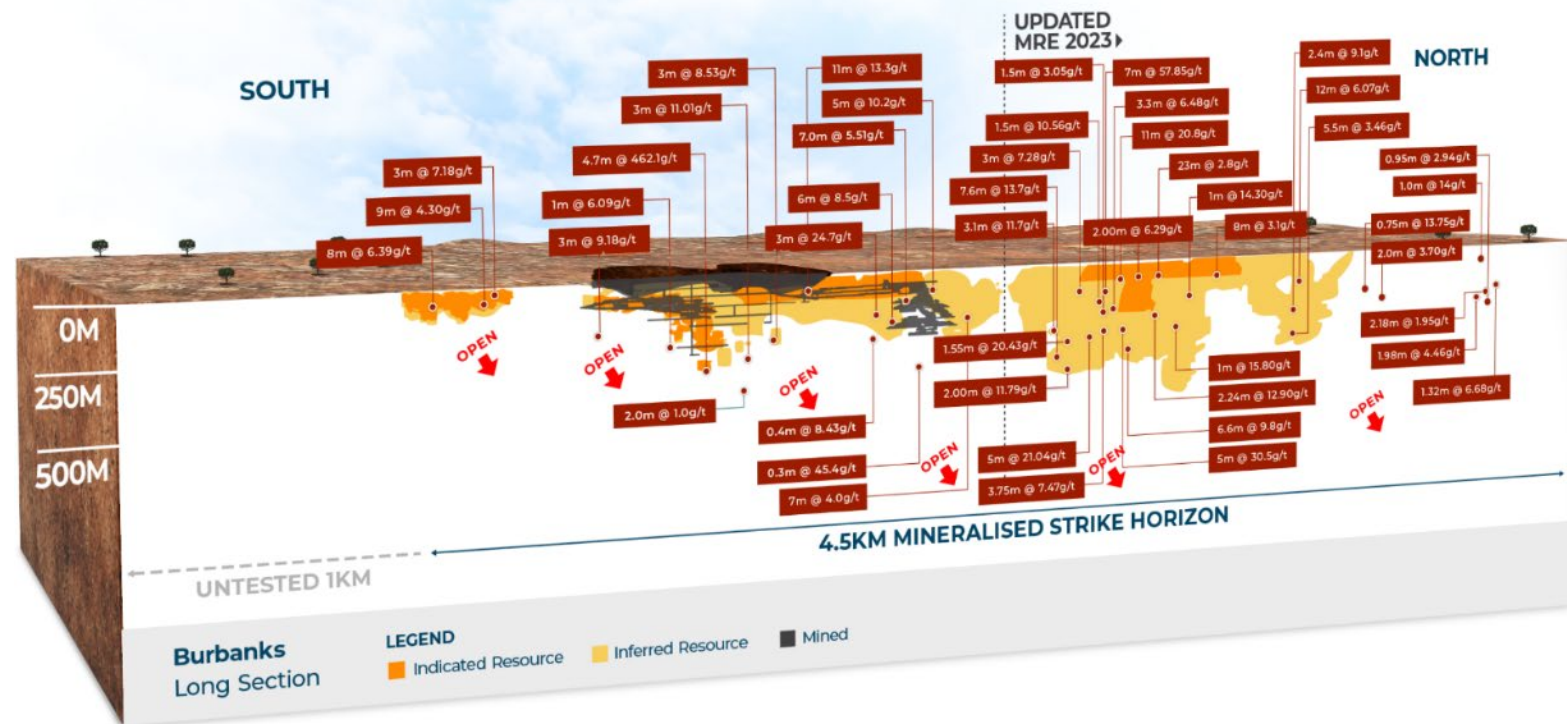 UPDATED
MRE 2023
SOUTH
NORTH
3m @ 8.53g/t
11m @ 13.3g/t
1.5m @ 3.05g/t
7m @ 57.85g/t
2.4m @ 9.1g/t
3m @ 11.01g/t
5m @ 10.2g/t
3.3m @ 6.48g/t
12m @ 6.07g/t
7.0m @ 5.51g/t
1.5m @ 10.56g/t
11m @ 20.8g/t
5.5m @ 3.46g/t
3m @ 7.18g/t
4.7m @ 462.1g/t
3m @ 7.28g/t
23m @ 2.8g/t
0.95m @ 2.94g/t
9m @ 4.30g/t
1m @ 6.09g/t
6m @ 8.5g/t
7.6m @ 13.7g/t
1m @ 14.30g/t
1.0m @ 14g/t
8m @ 6.39g/t
3m @ 9.18g/t
3m @ 24.7g/t
3.1m @ 11.7g/t
2.00m @ 6.29g/t
8m @ 3.1g/t
0.75m @ 13.75g/t
2.0m @ 3.70g/t
0M
250M
500M
OPEN
OPEN
OPEN
OPEN
OPEN
OPEN
2.0m @ 1.0g/t
0.4m @ 8.43g/t
0.3m @ 45.4g/t
7m @ 4.0g/t
1.55m @ 20.43g/t
2.00m @ 11.79g/t
5m @ 21.04g/t
3.75m @ 7.47g/t
1m @ 15.80g/t
2.24m @ 12.90g/t
6.6m @ 9.8g/t
5m @ 30.5g/t
2.18m @ 1.95g/t
1.98m @ 4.46g/t
1.32m @ 6.68g/t
4.5KM MINERALISED STRIKE HORIZON
UNTESTED 1KM
Burbanks
Long Section
LEGEND
Indicated Resource
Inferred Resource
Mined